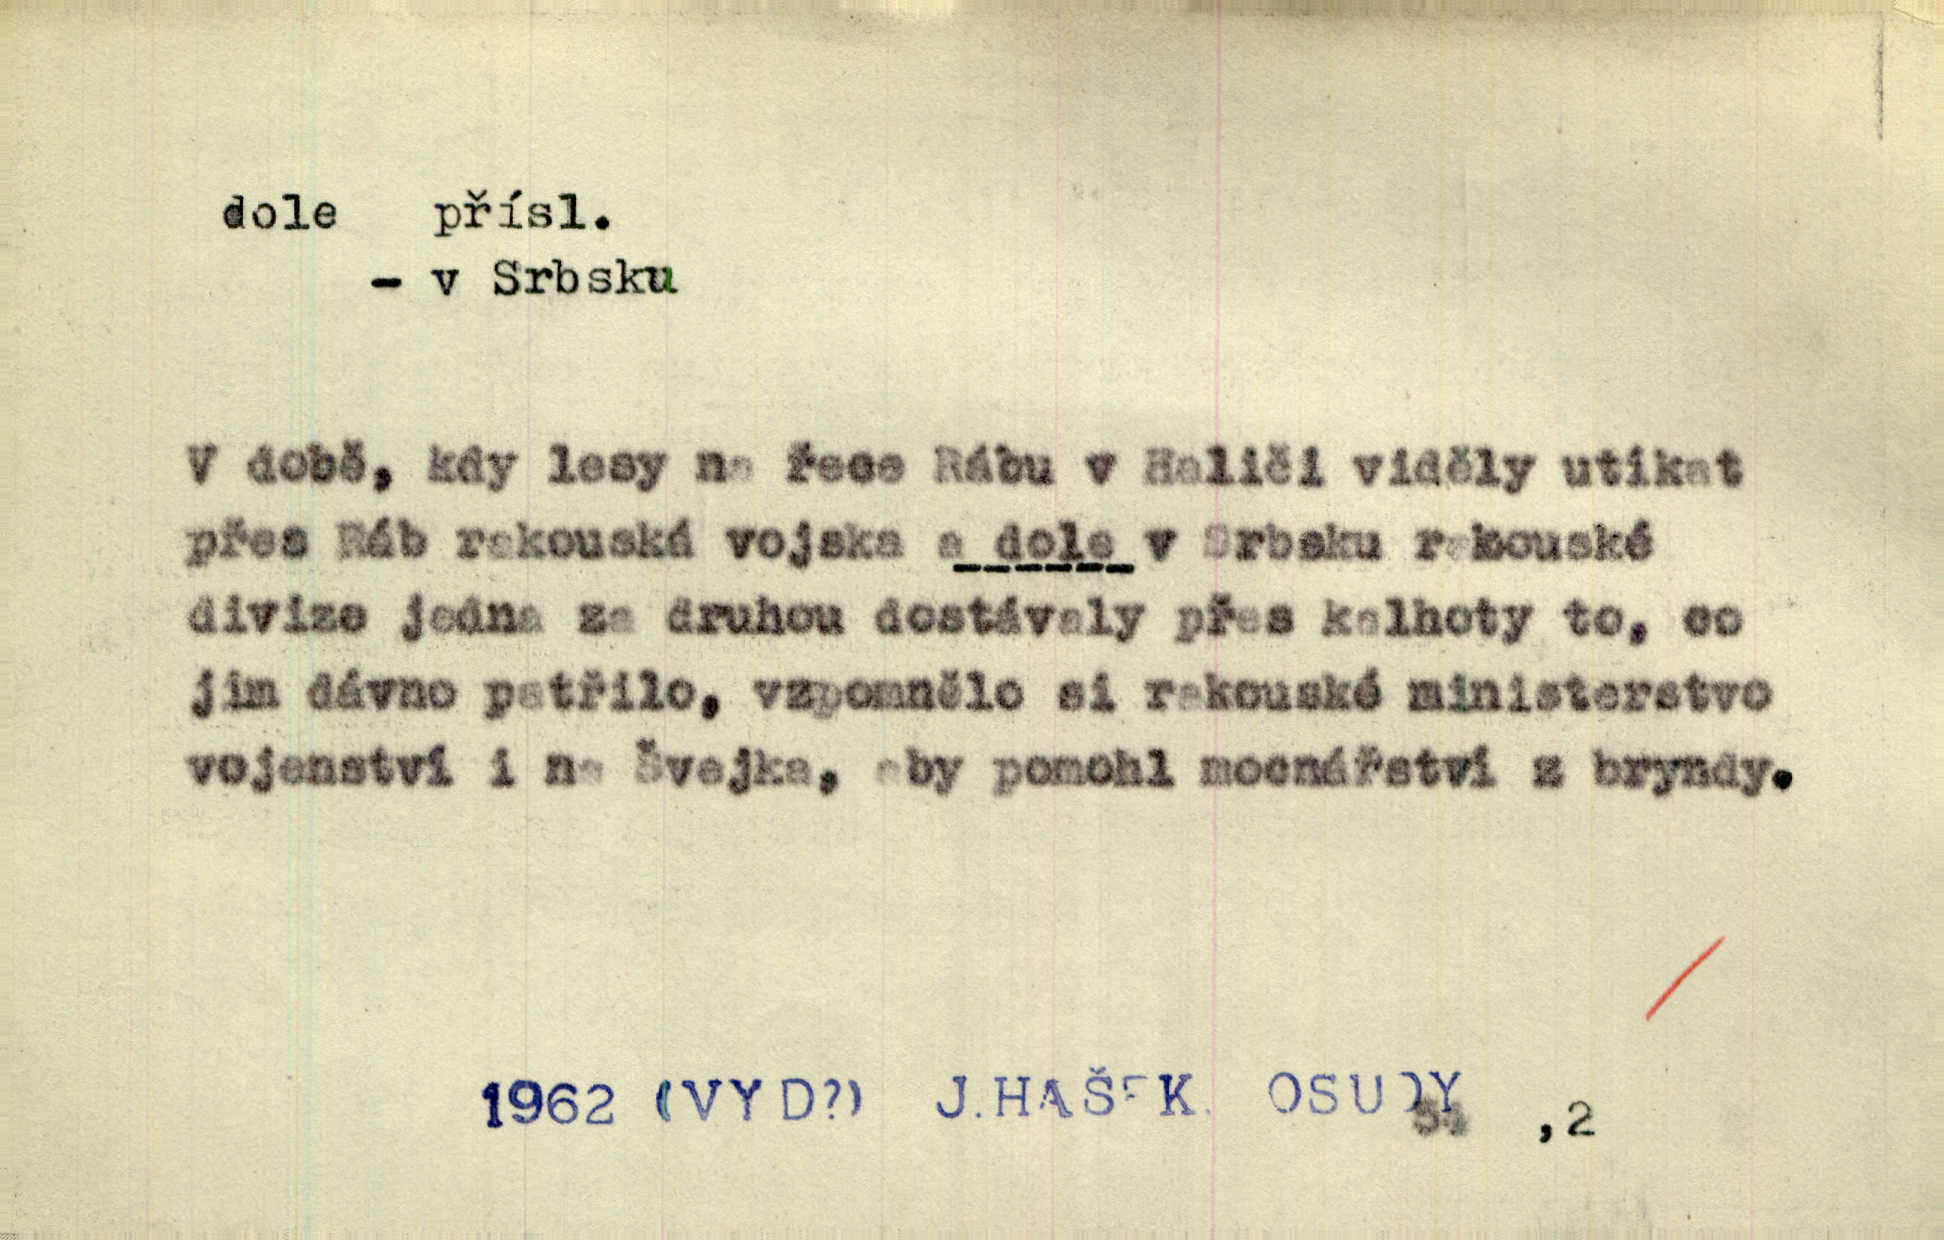 dole přísl.
– v Srbsku
V době, kdy lesy na řece Rábu v Haliči viděly utíkat
přes Ráb rakouská vojska a dole v Srbsku rakouské
divize jedna za druhou dostávaly přes kalhoty to, co
jim dávno patřilo, vzpomnělo si rakouské ministerstvo
vojenství i na Švejka, aby pomohl mocnářství z bryndy.
1962 (VYD?) J.HAŠEK. OSUDY
54 ,2